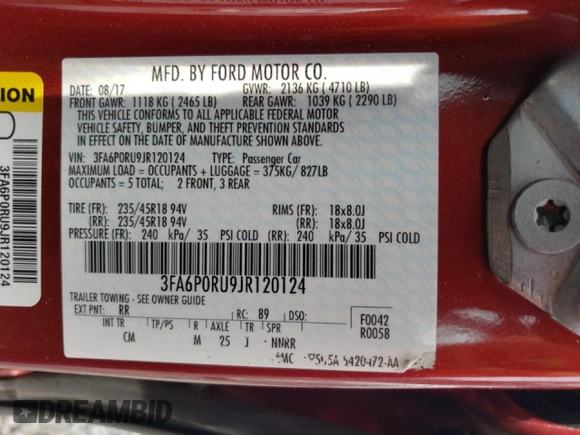 MFD. BY FORD MOTOR CO.
DATE: 08/17 GVWR: 2136 KG ( 4710 LB)
FRONT GAWR: 1118 KG ( 2465 LB) REAR GAWR: 1039 KG ( 2290 LB)
THIS VEHICLE CONFORMS TO ALL APPLICABLE FEDERAL MOTOR
VEHICLE SAFETY, BUMPER, AND THEFT PREVENTION STANDARDS IN
EFFECT ON THE DATE OF MANUFACTURE SHOWN ABOVE.
VIN: 3FA6P0RU9JR120124 TYPE: Passenger Car
MAXIMUM LOAD = OCCUPANTS + LUGGAGE = 375KG/ 827LB
OCCUPANTS = 5 TOTAL; 2 FRONT, 3 REAR
TIRE (FR): 235/45R18 94V RIMS (FR): 18x8.0J
(RR): 235/45R18 94V (RR): 18x8.0J
PRESSURE (FR): 240 kPa/ 35 PSI COLD (RR): 240 kPa/ 35 PSI COLD
3FA6P0RU9JR120124
TRAILER TOWING - SEE OWNER GUIDE
EXT PNT: RR RC: 89 DSO: F0042
INT TR TP/PS R AXLE TR SPR R0058
CM M 25 J NNRR
ION
3FA6P0RU9JR120124
DREAMBID